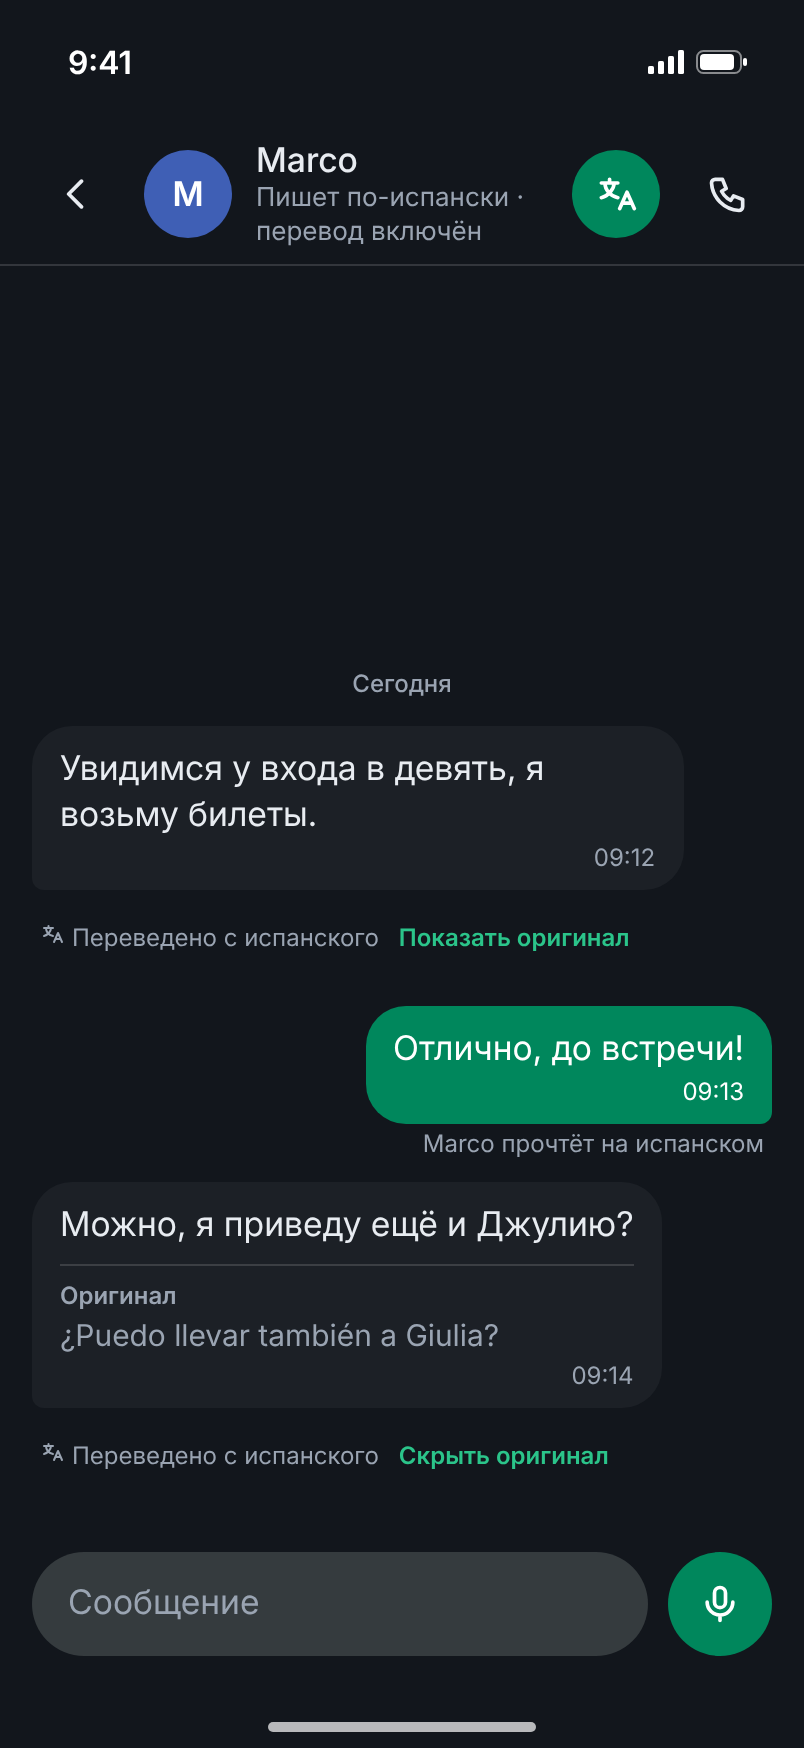 9:41
M
Marco
Пишет по-испански ·
перевод включён
Сегодня
Увидимся у входа в девять, я
возьму билеты.
09:12
Переведено с испанского Показать оригинал
Отлично, до встречи!
09:13
Marco прочтёт на испанском
Можно, я приведу ещё и Джулию?
Оригинал
¿Puedo llevar también a Giulia?
09:14
Переведено с испанского Скрыть оригинал
Сообщение